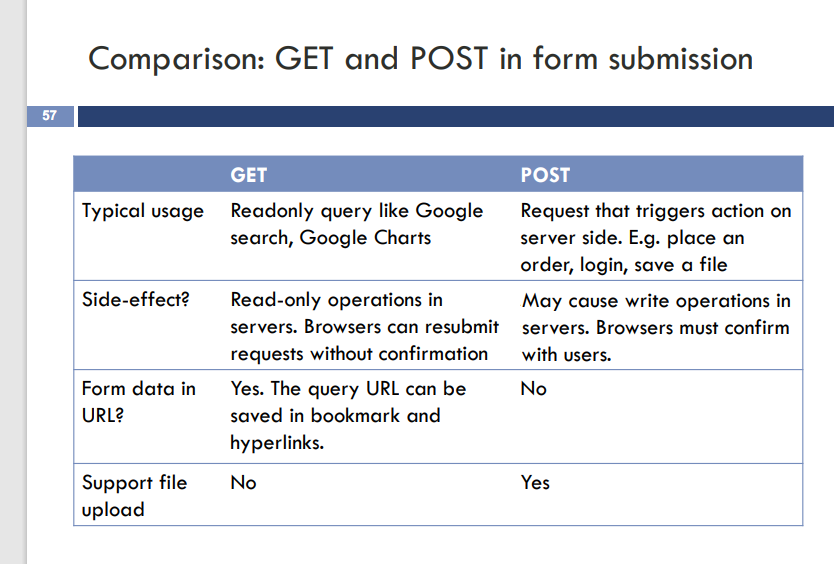 Comparison: GET and POST in form submission
57
GET
POST
Typical usage
Readonly query like Google
search, Google Charts
Request that triggers action on
server side. E.g. place an
order, login, save a file
Side-effect?
Read-only operations in
servers. Browsers can resubmit
requests without confirmation
May cause write operations in
servers. Browsers must confirm
with users.
Form data in
URL?
Yes. The query URL can be
saved in bookmark and
hyperlinks.
No
Support file
upload
No
Yes